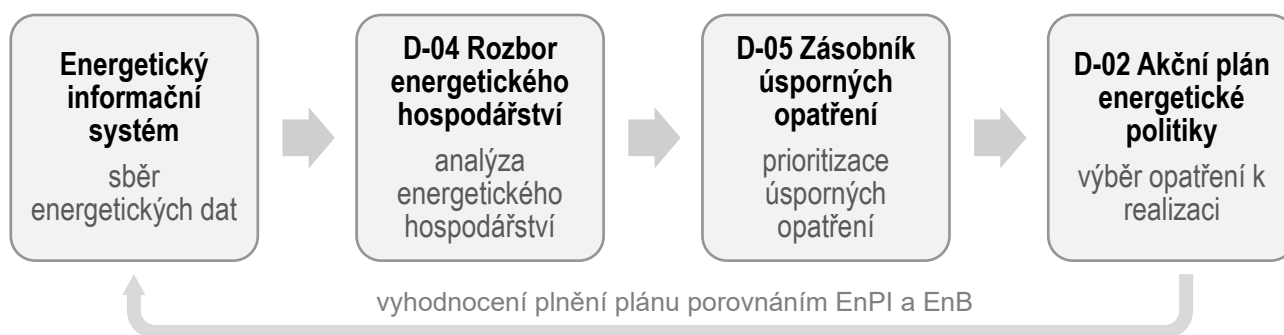 Energetický
informační
systém
sběr
energetických dat
D-04 Rozbor
energetického
hospodářství
analýza
energetického
hospodářství
D-05 Zásobník
úsporných
opatření
prioritizace
úsporných
opatření
D-02 Akční plán
energetické
politiky
výběr opatření k
realizaci
vyhodnocení plnění plánu porovnáním EnPI a EnB